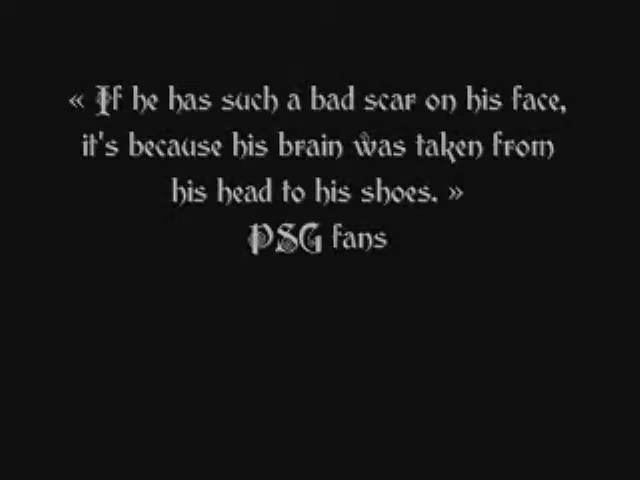 « If he has such a bad scar on his face,
it's because his brain was taken from
his head to his shoes. »
PSG fans